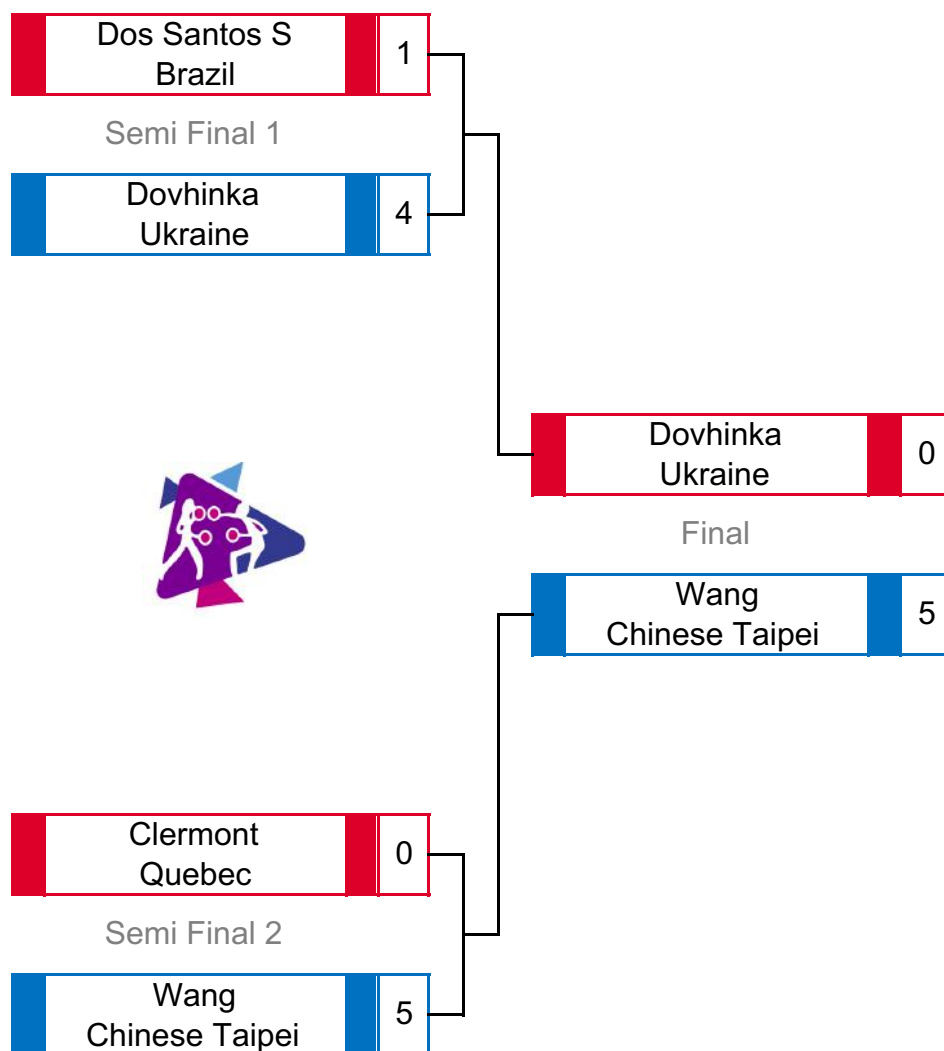 Dos Santos S
Brazil
1
Semi Final 1
Dovhinka
Ukraine
4
Dovhinka
Ukraine
0
Final
Wang
Chinese Taipei
5
Clermont
Quebec
0
Semi Final 2
Wang
Chinese Taipei
5